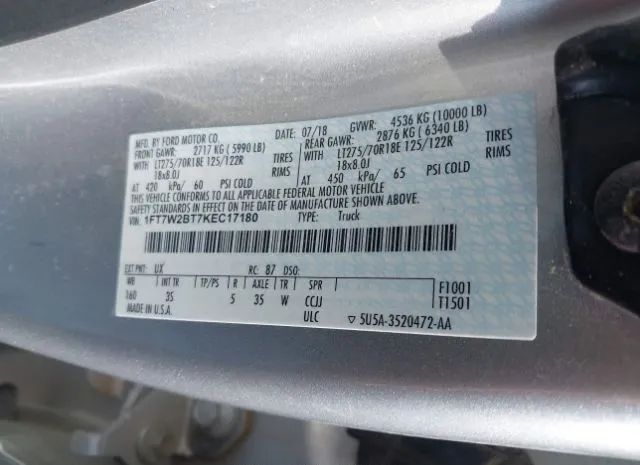 MFD. BY FORD MOTOR CO.
DATE: 07/18 GVWR: 4536 KG (10000 LB)
FRONT GAWR: 2717 KG ( 5990 LB)
REAR GAWR: 2876 KG ( 6340 LB)
WITH LT275/70R18E 125/122R TIRES
WITH LT275/70R18E 125/122R TIRES
18x8.0J RIMS
18x8.0J RIMS
AT 420 kPa/ 60 PSI COLD
AT 450 kPa/ 65 PSI COLD
THIS VEHICLE CONFORMS TO ALL APPLICABLE FEDERAL MOTOR VEHICLE
SAFETY STANDARDS IN EFFECT ON THE DATE OF MANUFACTURE SHOWN ABOVE.
VIN: 1FT7W2BT7KEC17180 TYPE: Truck
EXT PNT: UX RC: 87 DSO:
WB INT TR TP/PS R AXLE TR SPR F1001
160 3S 5 35 W CCJJ T1501
MADE IN U.S.A. ULC ▽ 5U5A-3520472-AA